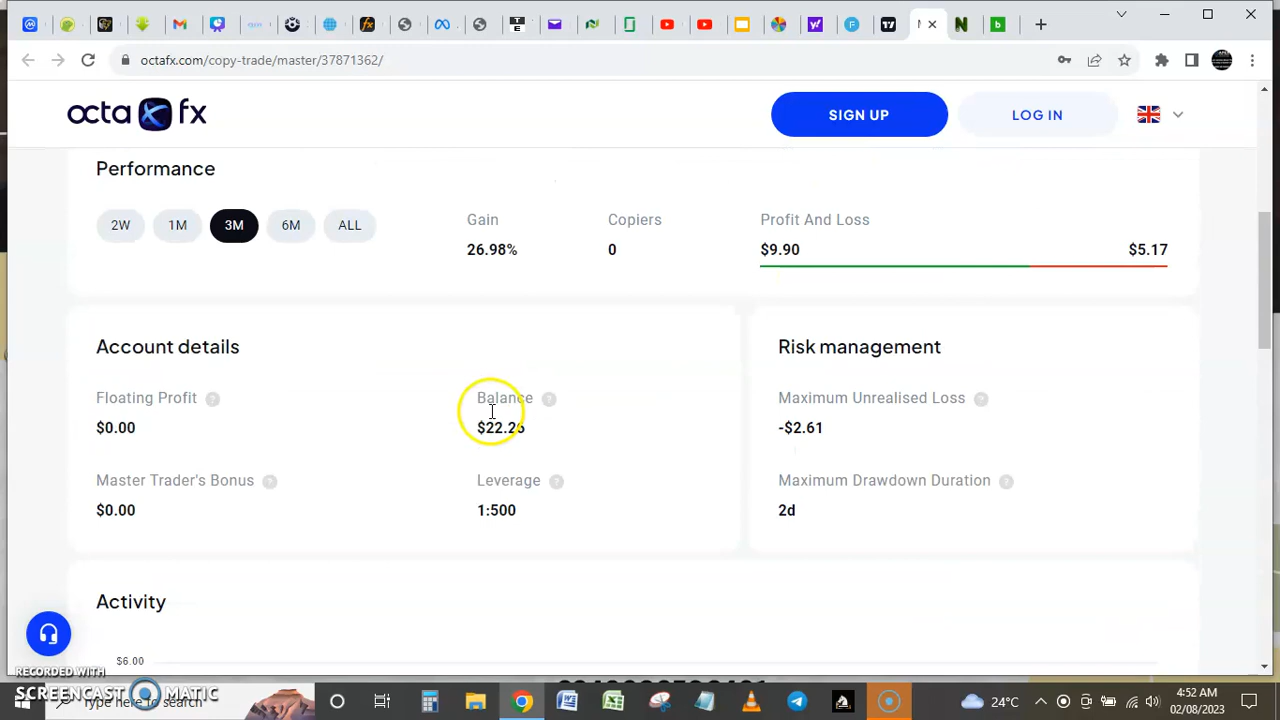 octafx.com/copy-trade/master/37871362/
octa fx
SIGN UP
LOG IN
Performance
2W 1M 3M 6M ALL
Gain
26.98%
Copiers
0
Profit And Loss
$9.90 $5.17
Account details
Floating Profit ?
$0.00
Balance ?
$22.26
Master Trader's Bonus ?
$0.00
Leverage ?
1:500
Risk management
Maximum Unrealised Loss ?
-$2.61
Maximum Drawdown Duration ?
2d
Activity
$6.00
RECORDED WITH
SCREENCAST MATIC
Type here to search
24°C
4:52 AM
02/08/2023